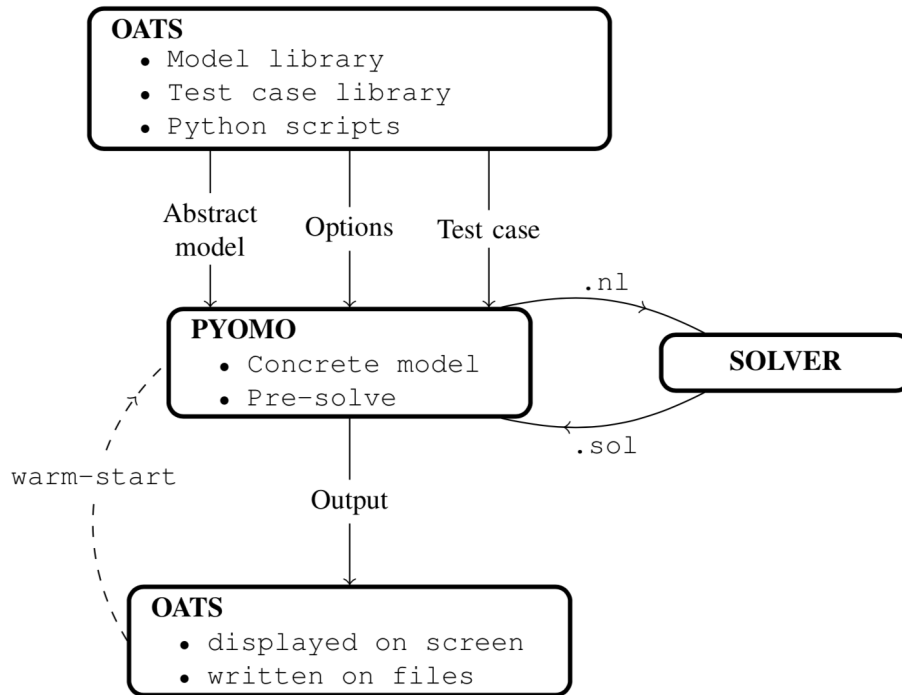 OATS
• Model library
• Test case library
• Python scripts
Abstract
model
Options
Test case
.nl
PYOMO
• Concrete model
• Pre-solve
SOLVER
.sol
warm-start
Output
OATS
• displayed on screen
• written on files